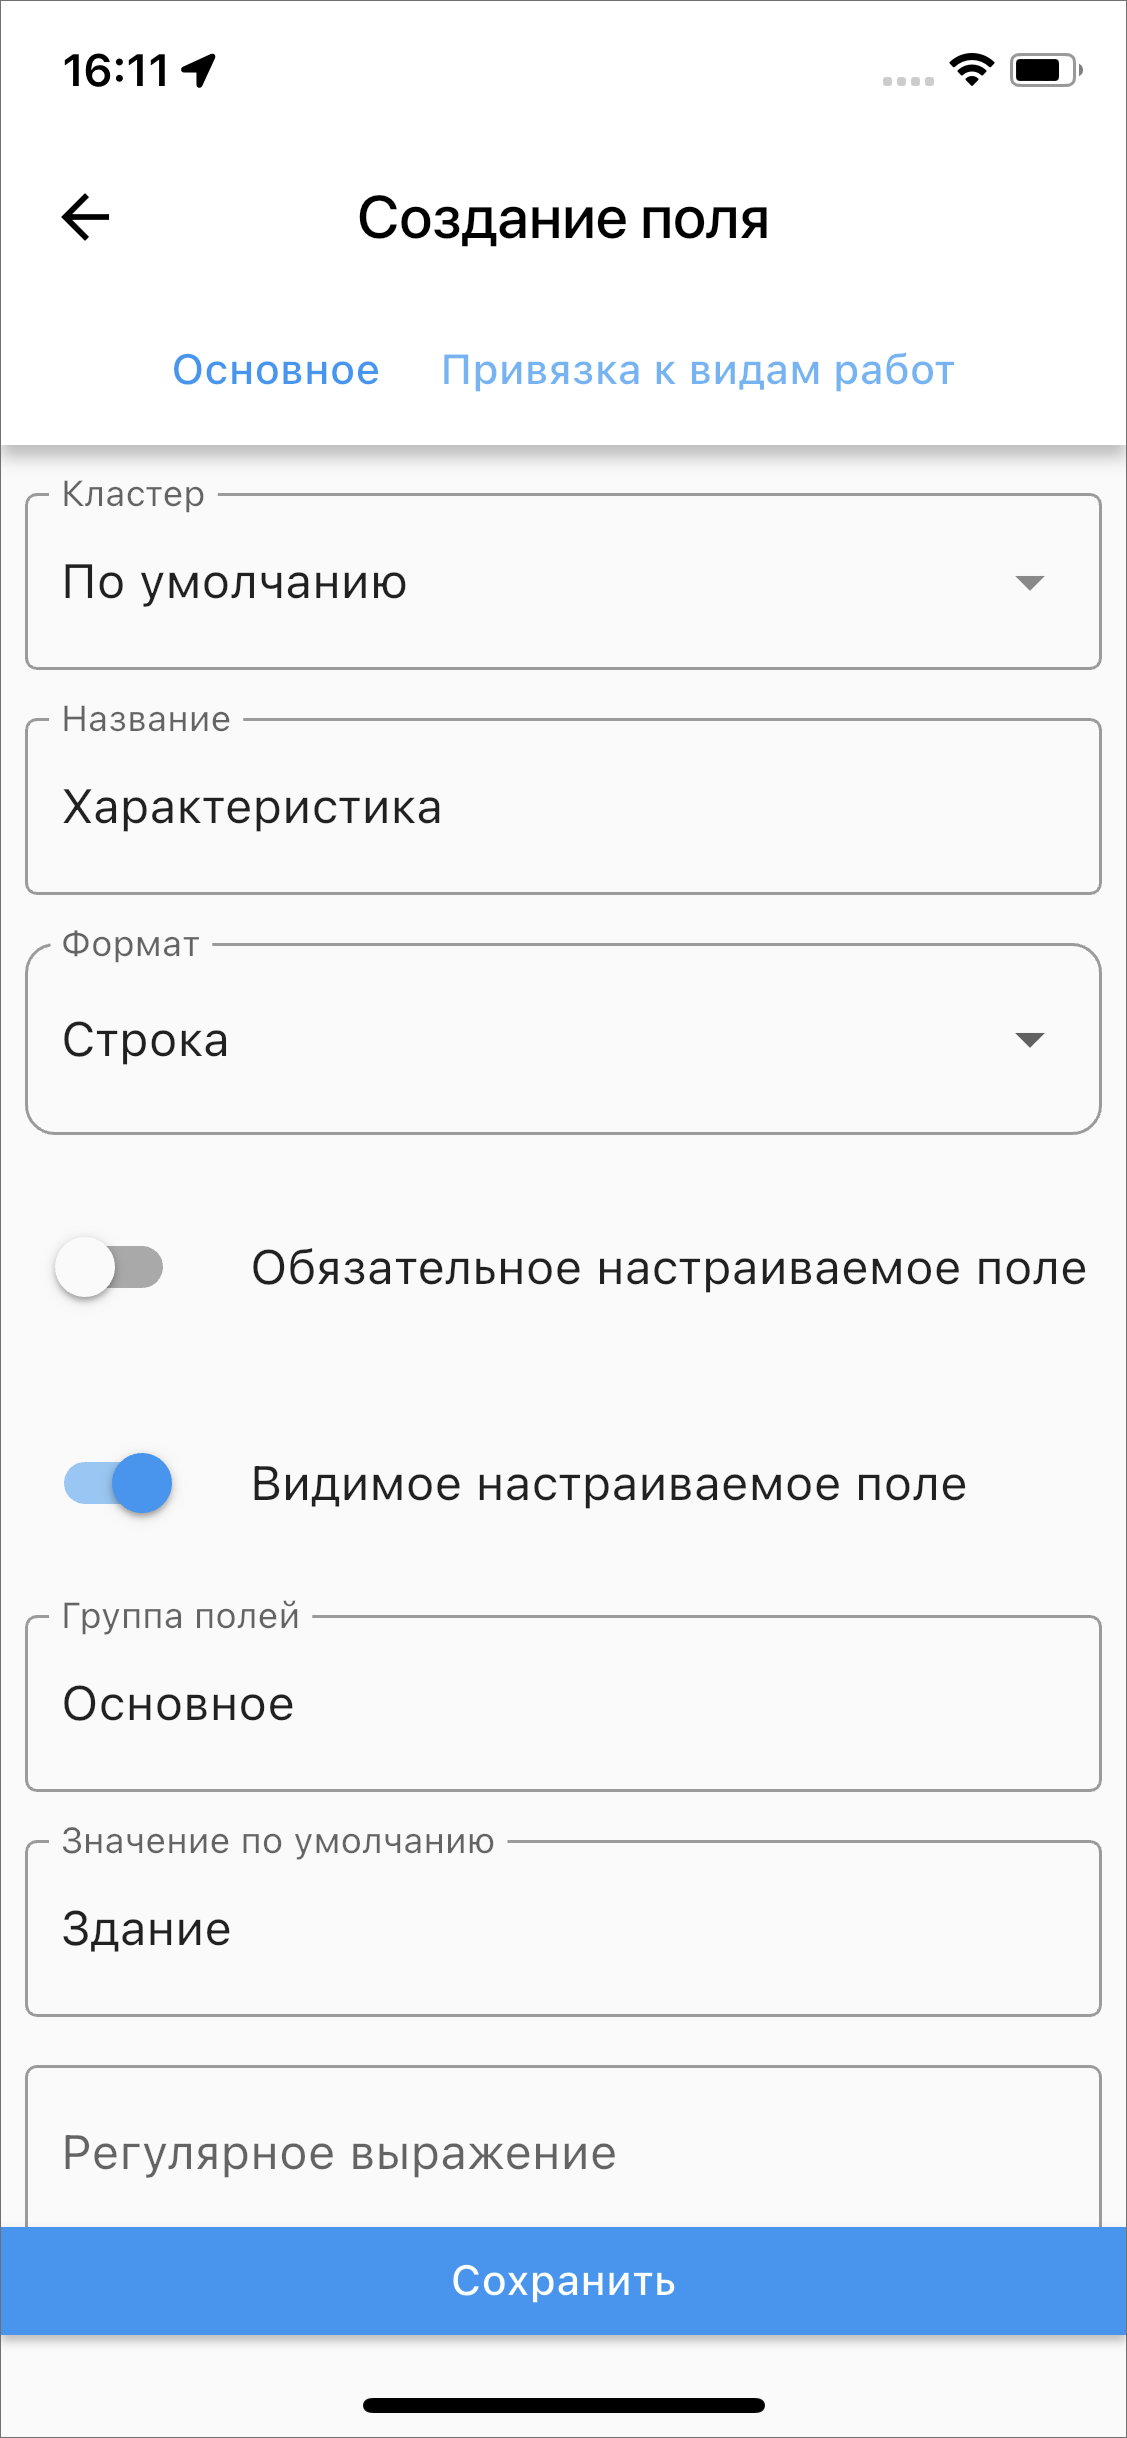 16:11
Создание поля
Основное Привязка к видам работ
Кластер
По умолчанию
Название
Характеристика
Формат
Строка
Обязательное настраиваемое поле
Видимое настраиваемое поле
Группа полей
Основное
Значение по умолчанию
Здание
Регулярное выражение
Сохранить